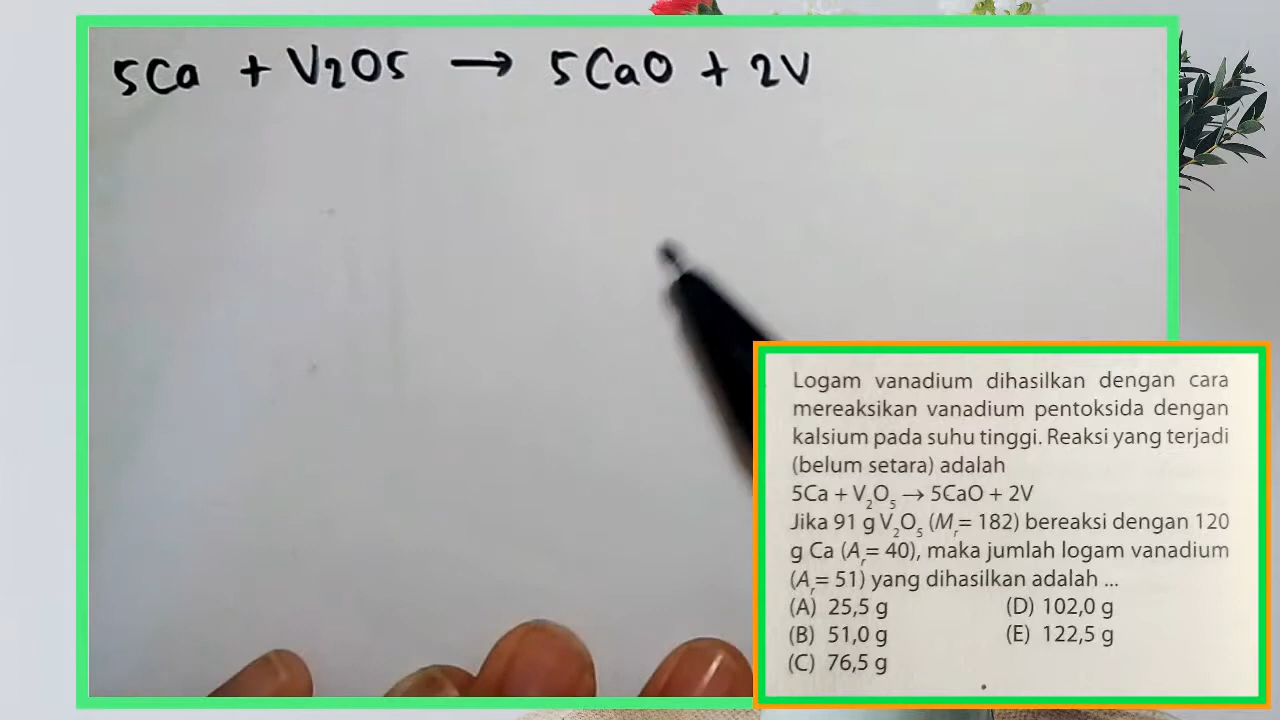 5Ca + V2O5 → 5CaO + 2V
Logam vanadium dihasilkan dengan cara
mereaksikan vanadium pentoksida dengan
kalsium pada suhu tinggi. Reaksi yang terjadi
(belum setara) adalah
5Ca + V₂O₅ → 5CaO + 2V
Jika 91 g V₂O₅ (Mᵣ = 182) bereaksi dengan 120
g Ca (Aᵣ = 40), maka jumlah logam vanadium
(Aᵣ = 51) yang dihasilkan adalah ...
(A) 25,5 g (D) 102,0 g
(B) 51,0 g (E) 122,5 g
(C) 76,5 g